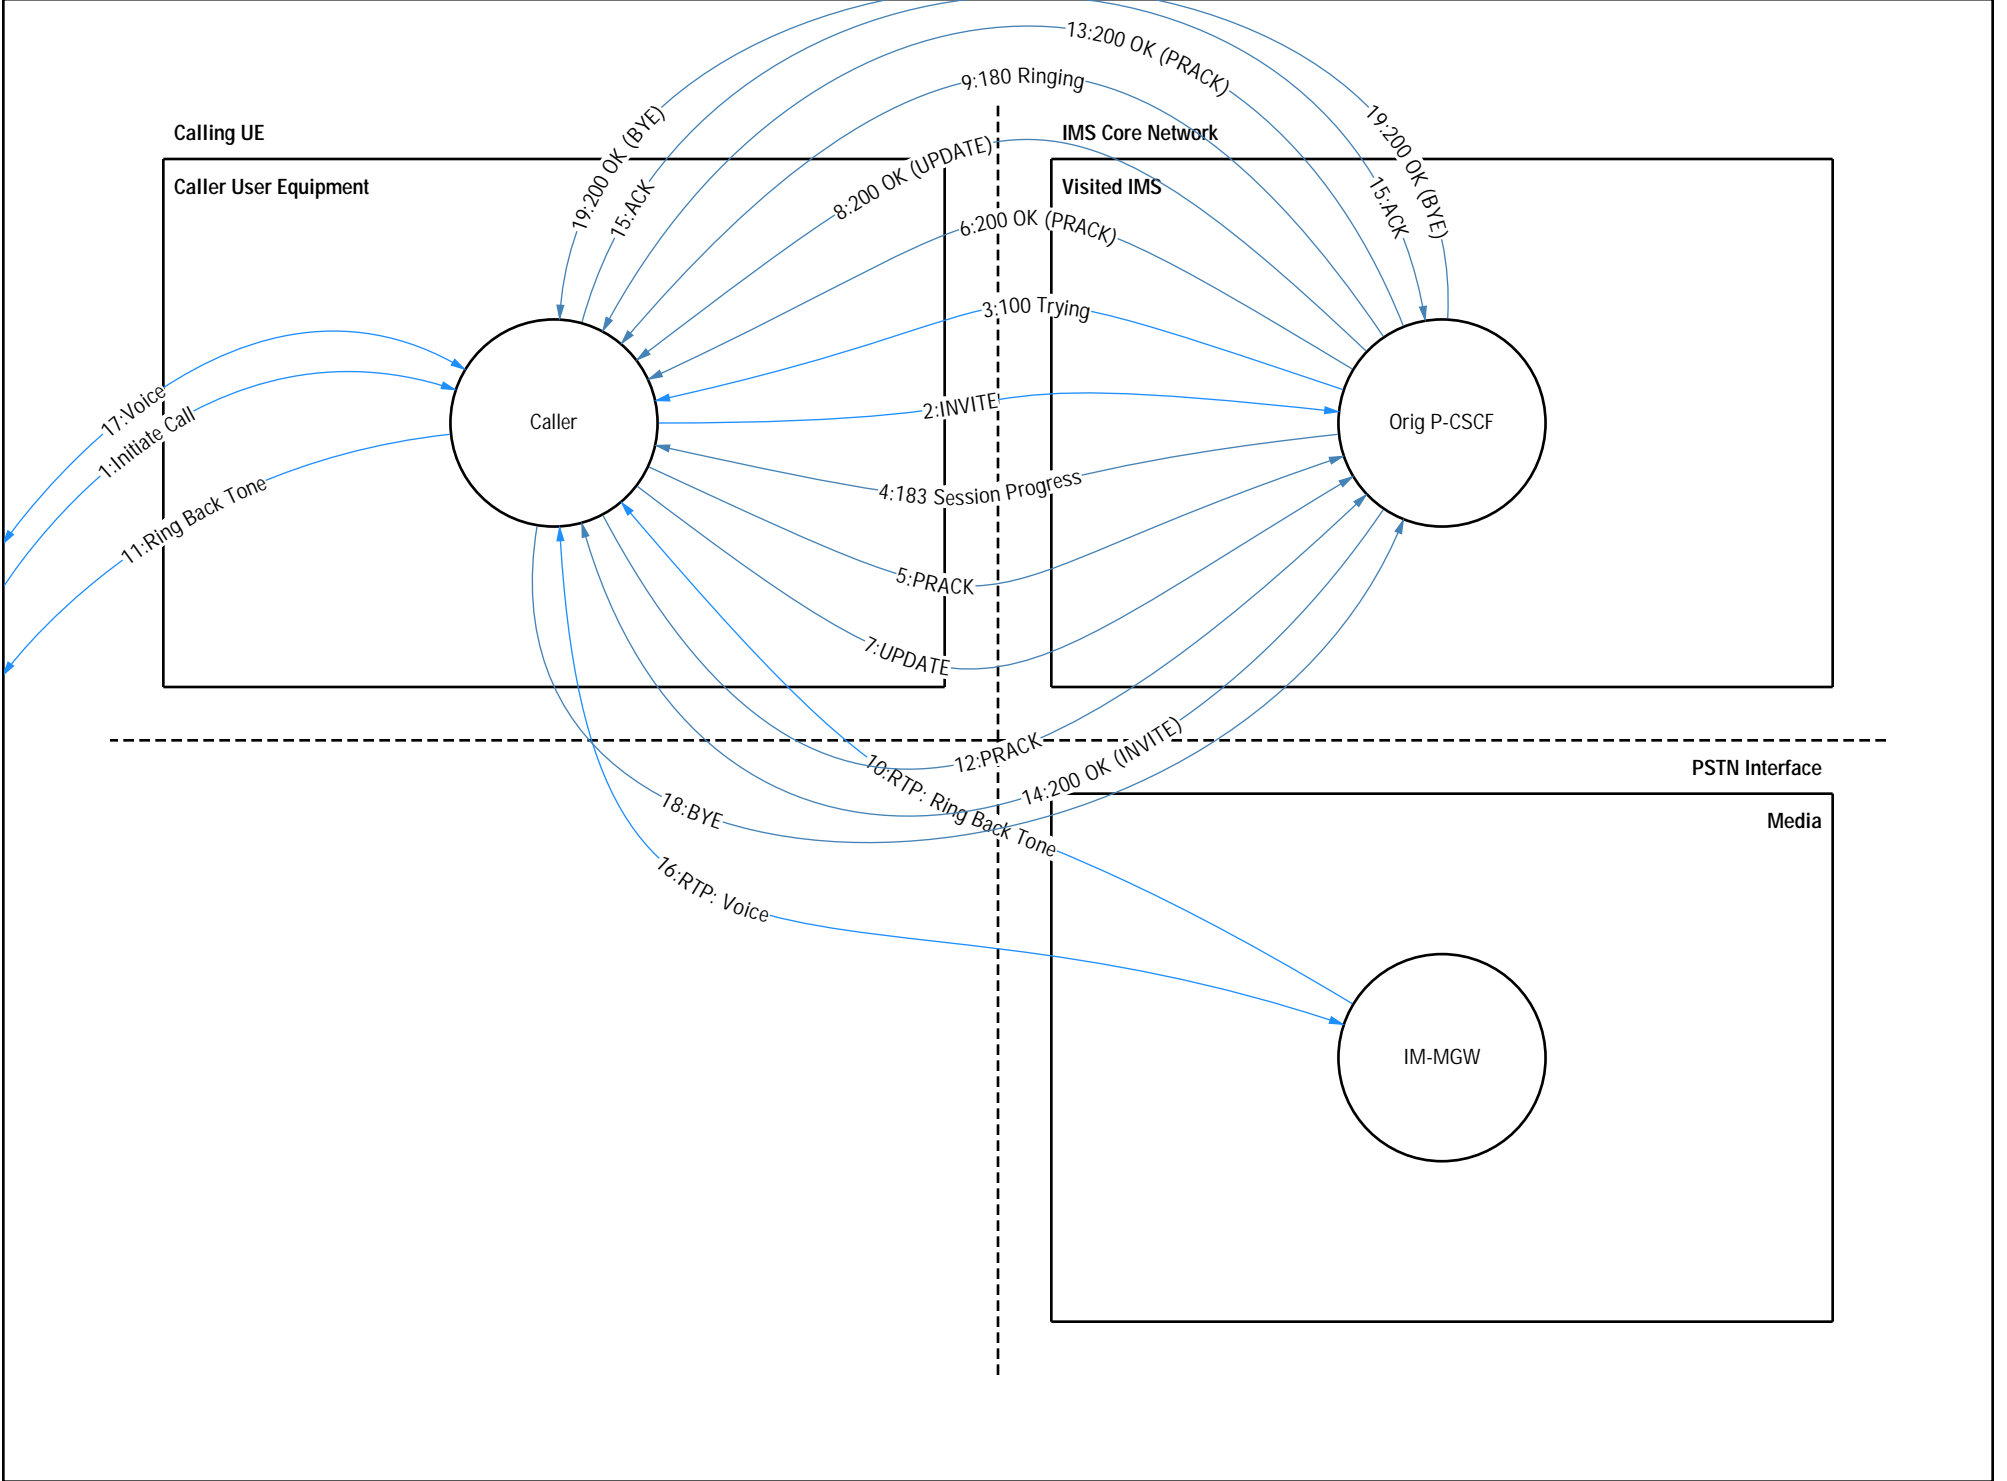 13:200 OK (PRACK)
9:180 Ringing
Calling UE
IMS Core Network
19:200 OK (BYE)
19:200 OK (BYE)
8:200 OK (UPDATE)
Caller User Equipment
Visited IMS
15:ACK
15:ACK
6:200 OK (PRACK)
3:100 Trying
17:Voice
1:Initiate Call
2:INVITE
Caller
Orig P-CSCF
4:183 Session Progress
11:Ring Back Tone
5:PRACK
7:UPDATE
12:PRACK
14:200 OK (INVITE)
PSTN Interface
10:RTP: Ring Back Tone
18:BYE
Media
16:RTP: Voice
IM-MGW